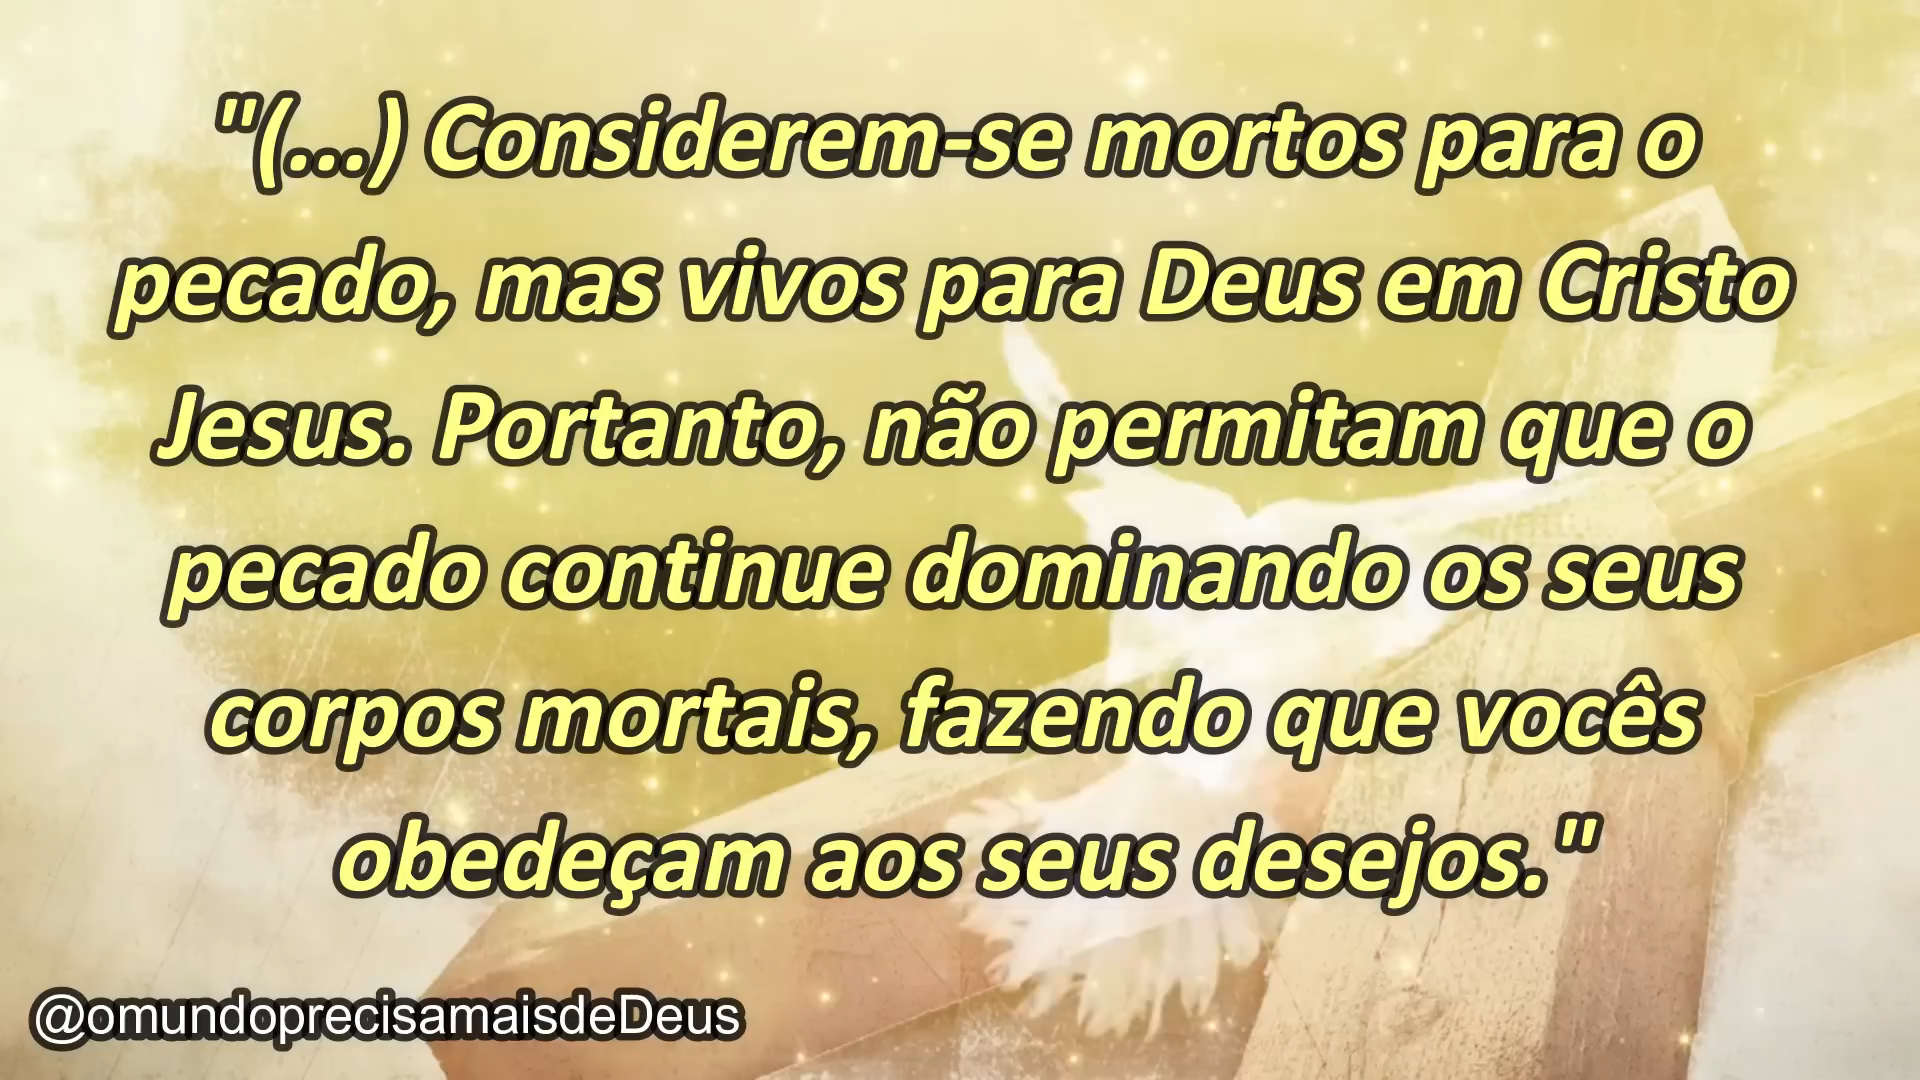 "(...) Considerem-se mortos para o
pecado, mas vivos para Deus em Cristo
Jesus. Portanto, não permitam que o
pecado continue dominando os seus
corpos mortais, fazendo que vocês
obedeçam aos seus desejos."
@omundoprecisamaisdeDeus